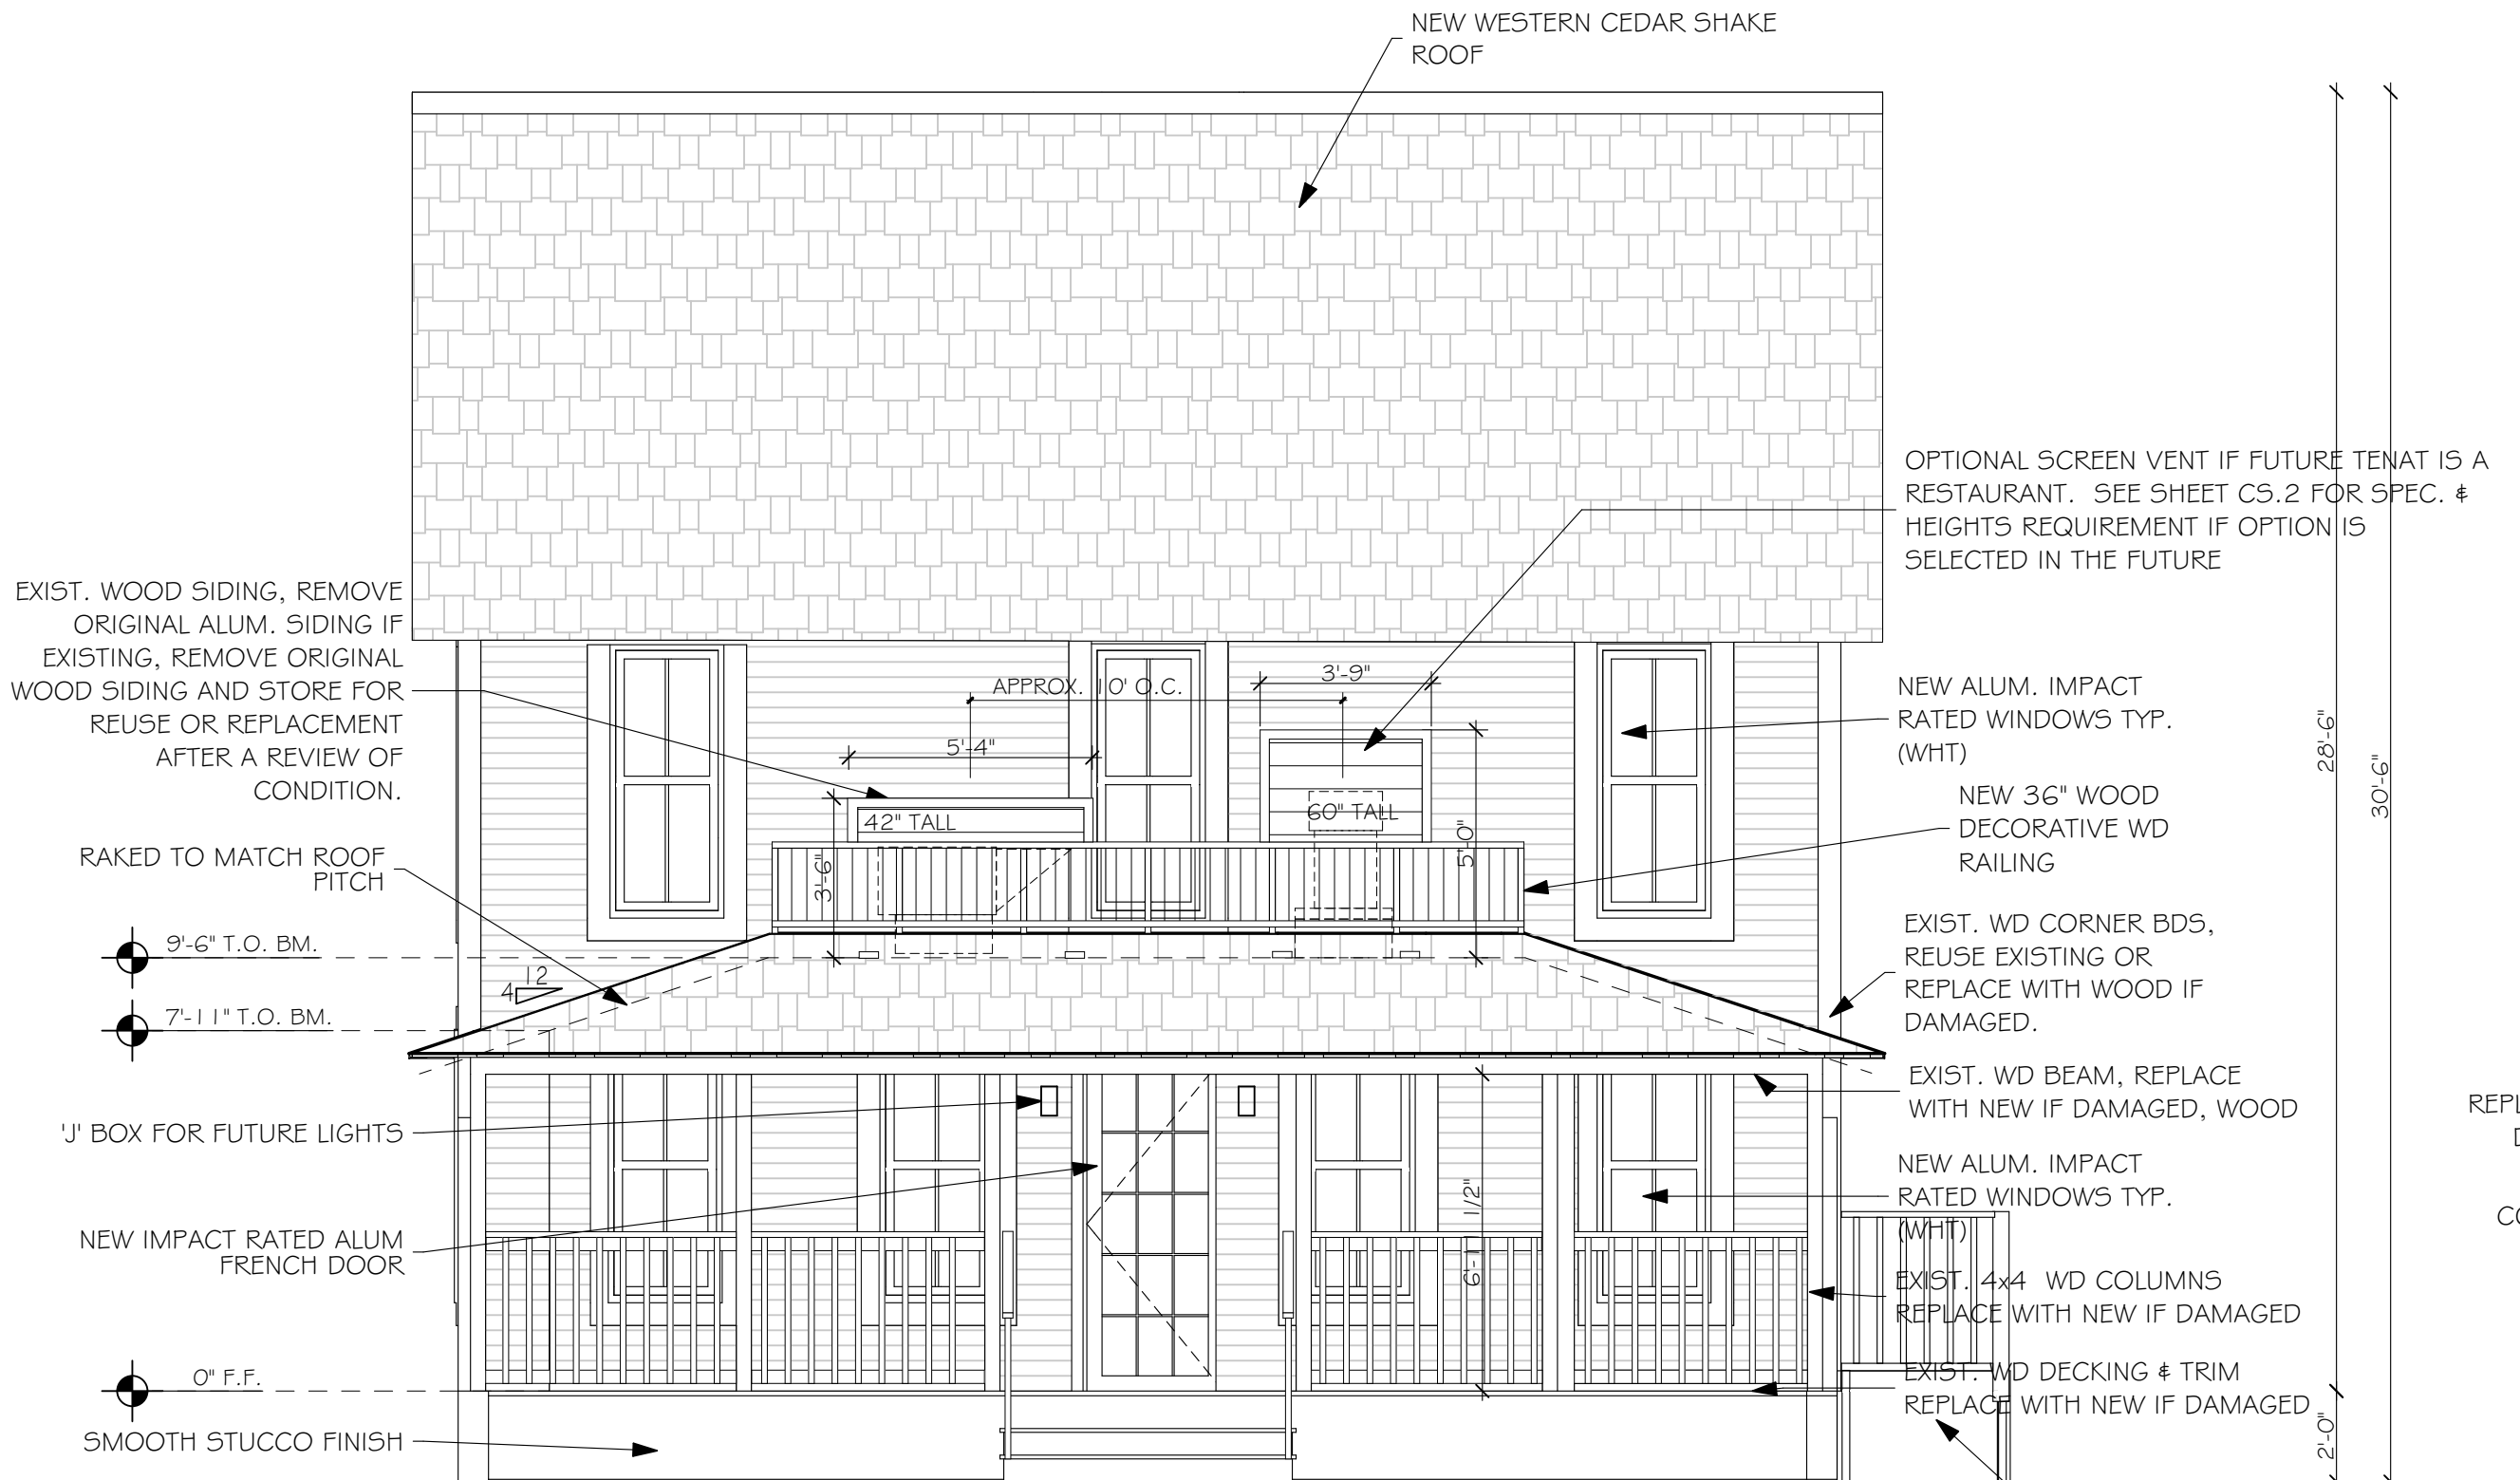 NEW WESTERN CEDAR SHAKE
ROOF
OPTIONAL SCREEN VENT IF FUTURE TENAT IS A
RESTAURANT. SEE SHEET CS.2 FOR SPEC. &
HEIGHTS REQUIREMENT IF OPTION IS
SELECTED IN THE FUTURE
EXIST. WOOD SIDING, REMOVE
ORIGINAL ALUM. SIDING IF
EXISTING, REMOVE ORIGINAL
WOOD SIDING AND STORE FOR
REUSE OR REPLACEMENT
AFTER A REVIEW OF
CONDITION.
RAKED TO MATCH ROOF
PITCH
9'-6" T.O. BM.
12
4
7'-11" T.O. BM.
'J' BOX FOR FUTURE LIGHTS
NEW IMPACT RATED ALUM
FRENCH DOOR
0" F.F.
SMOOTH STUCCO FINISH
APPROX. 10' O.C.
3'-9"
5'-4"
42" TALL
60" TALL
3'-6"
5'-0"
6'-11 1/2"
NEW ALUM. IMPACT
RATED WINDOWS TYP.
(WHT)
NEW 36" WOOD
DECORATIVE WD
RAILING
EXIST. WD CORNER BDS,
REUSE EXISTING OR
REPLACE WITH WOOD IF
DAMAGED.
EXIST. WD BEAM, REPLACE
WITH NEW IF DAMAGED, WOOD
NEW ALUM. IMPACT
RATED WINDOWS TYP.
(WHT)
EXIST. 4x4 WD COLUMNS
REPLACE WITH NEW IF DAMAGED
EXIST. WD DECKING & TRIM
REPLACE WITH NEW IF DAMAGED
28'-6"
30'-6"
2'-0"